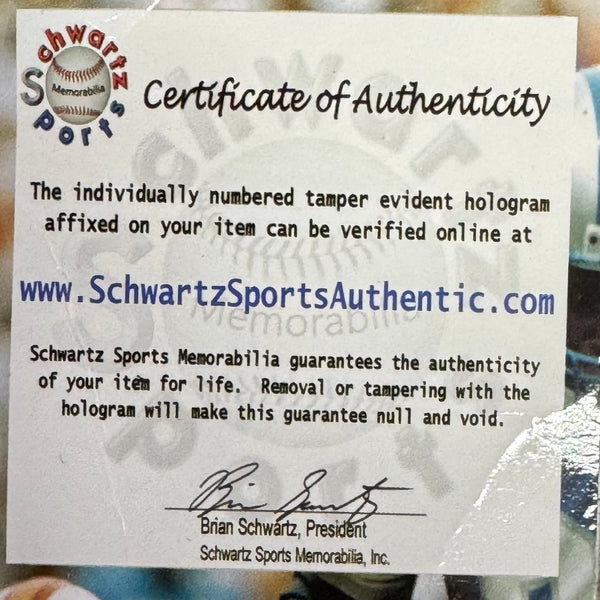 Schwartz
Memorabilia
Sports
Certificate of Authenticity
The individually numbered tamper evident hologram
affixed on your item can be verified online at
www.SchwartzSportsAuthentic.com
Schwartz Sports Memorabilia guarantees the authenticity
of your item for life. Removal or tampering with the
hologram will make this guarantee null and void.
Brian Schwartz
Brian Schwartz, President
Schwartz Sports Memorabilia, Inc.